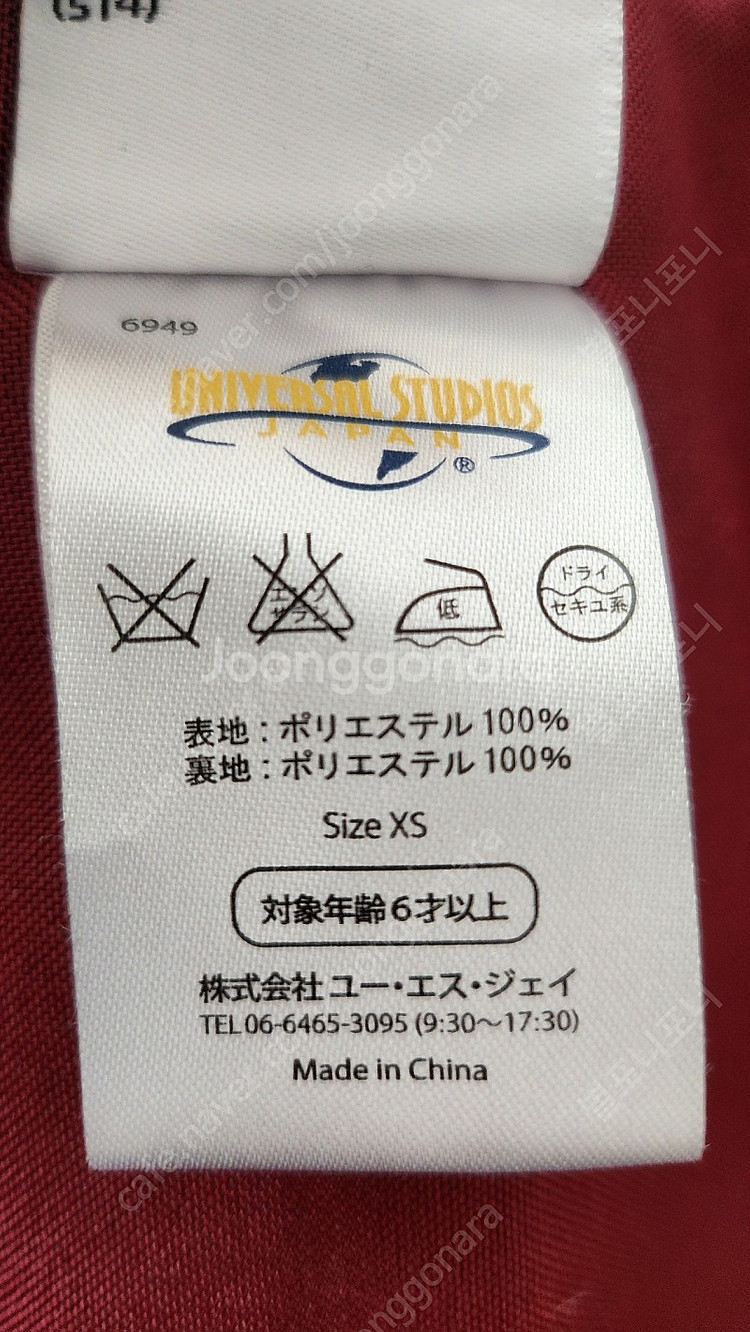 (514)
6949
UNIVERSAL STUDIOS
JAPAN
®
エンソ
サラシ
低
ドライ
セキユ系
Joonggonara
表地:ポリエステル 100%
裏地:ポリエステル 100%
Size XS
対象年齢6才以上
株式会社ユー・エス・ジェイ
TEL 06-6465-3095 (9:30〜17:30)
Made in China